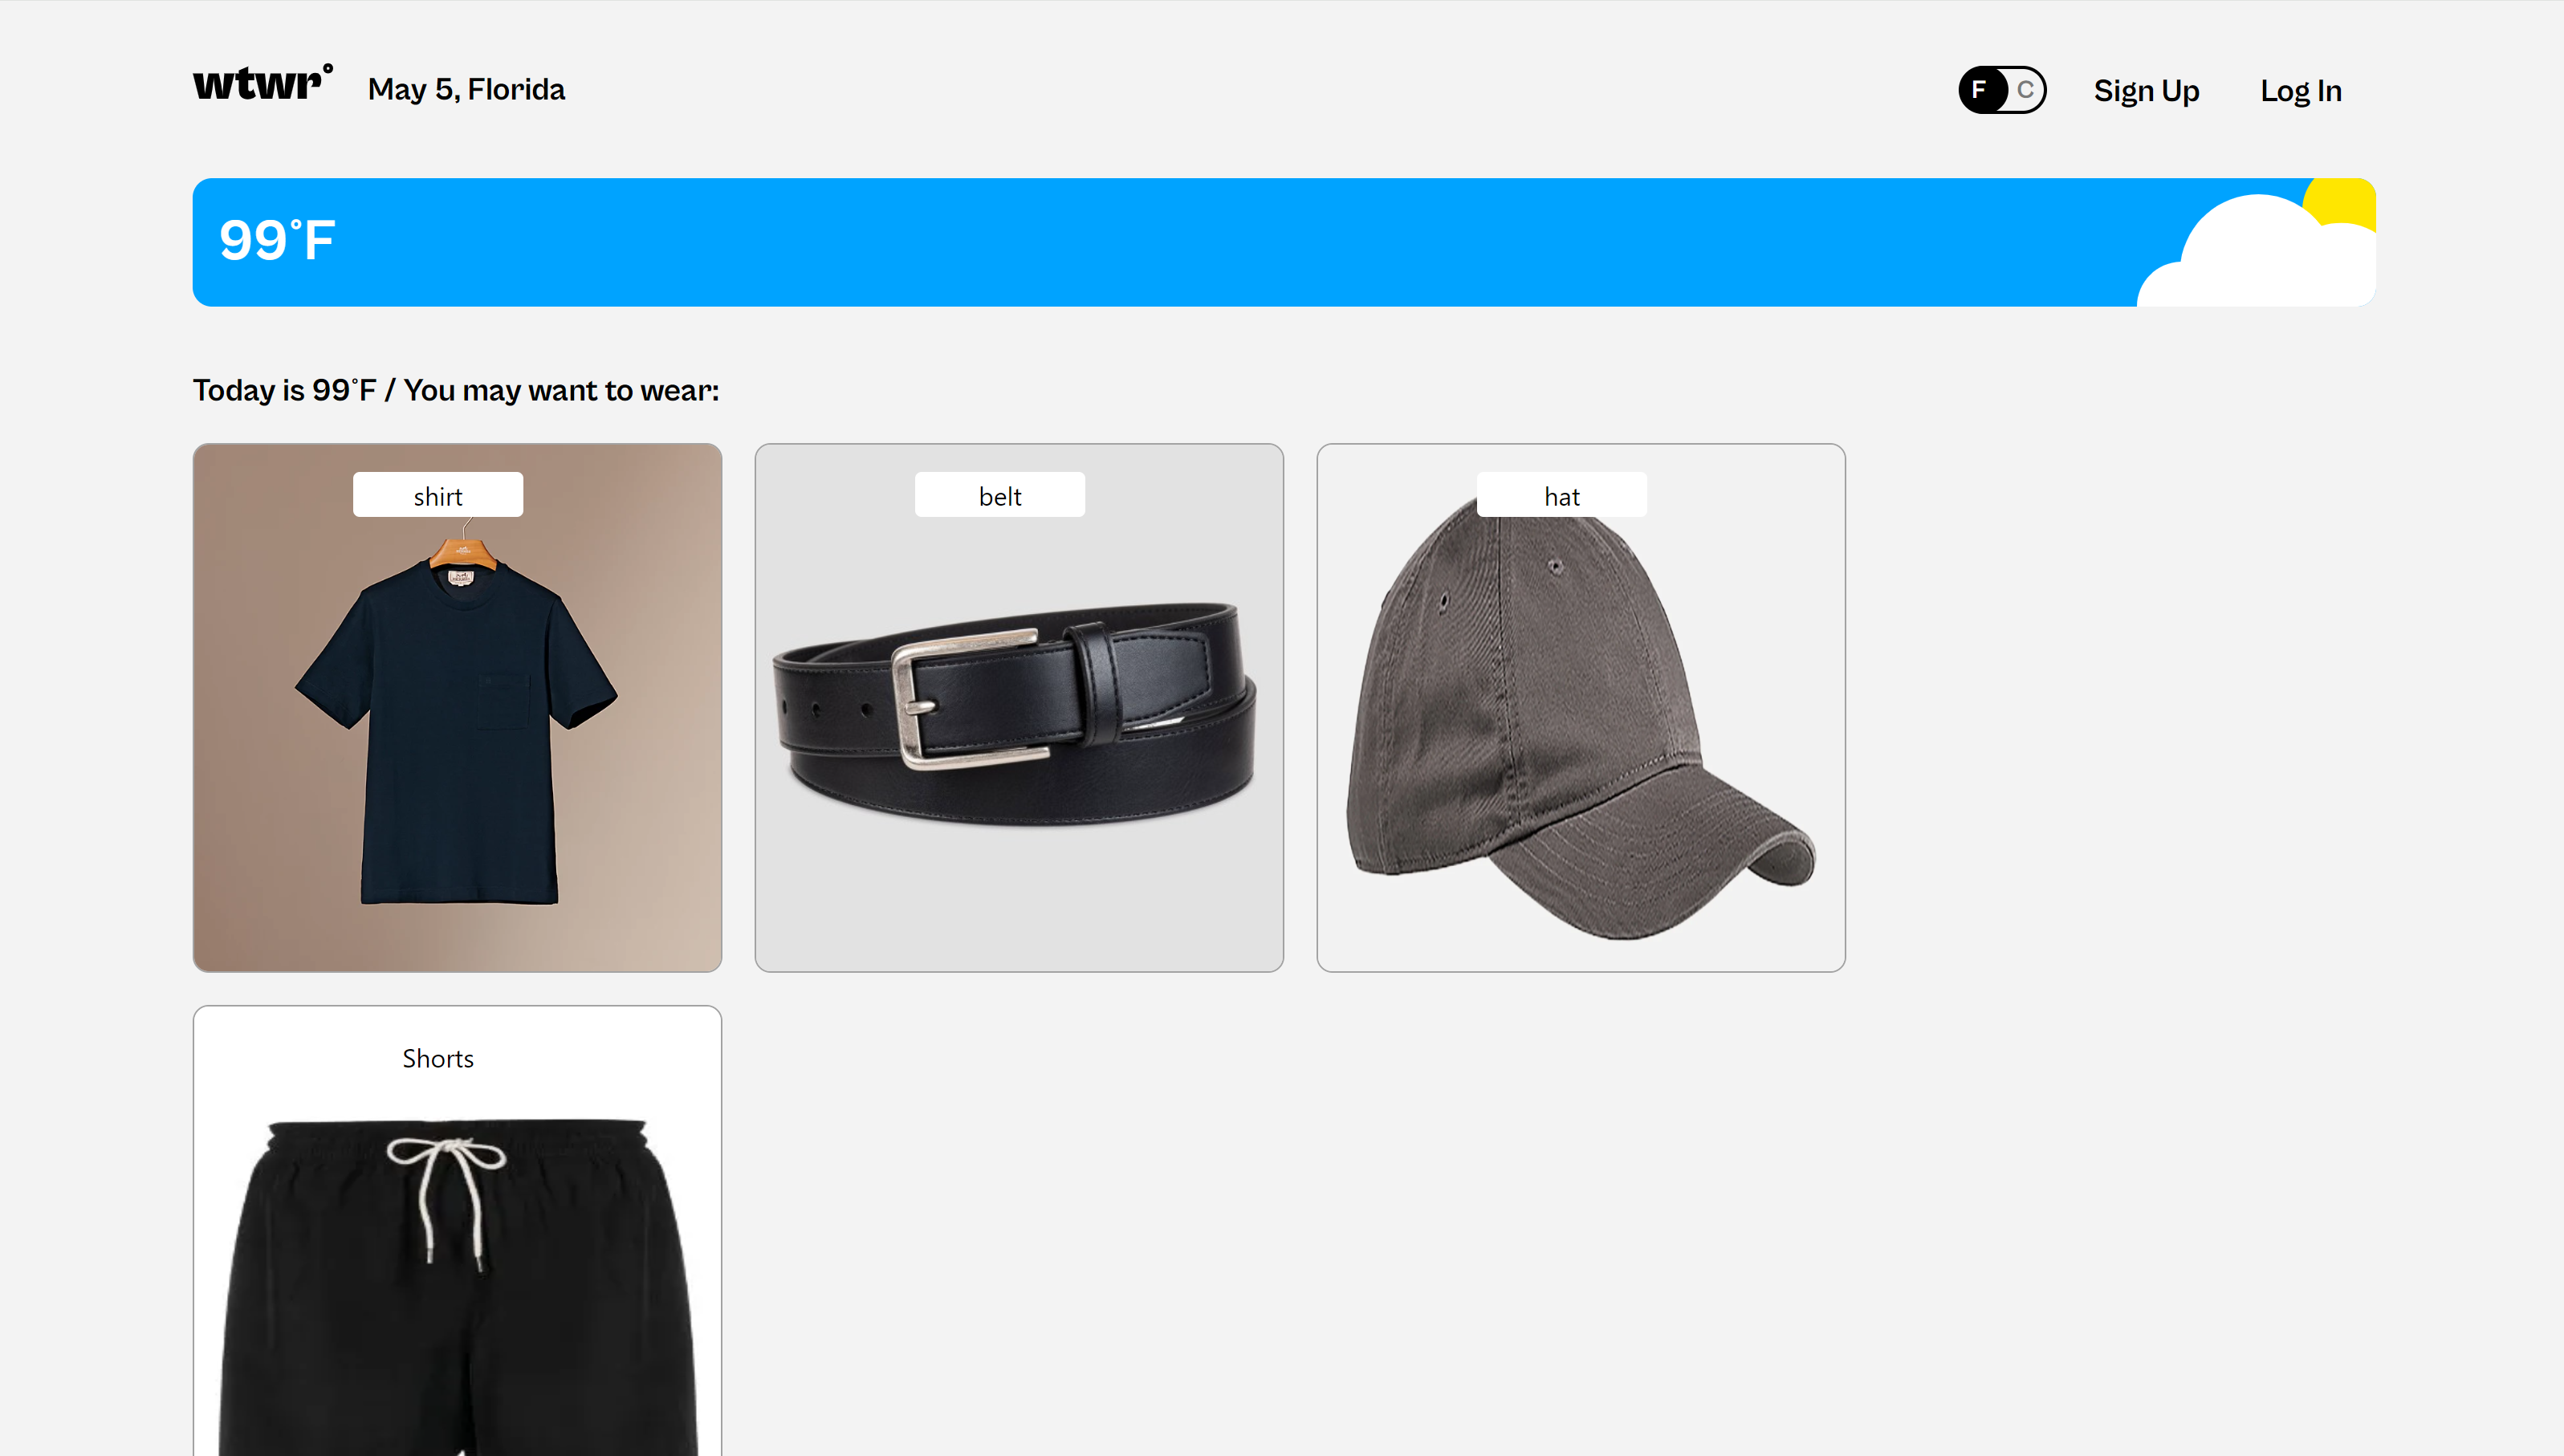 wtwr°
May 5, Florida
F C
Sign Up
Log In
99°F
Today is 99°F / You may want to wear:
shirt
belt
hat
Shorts